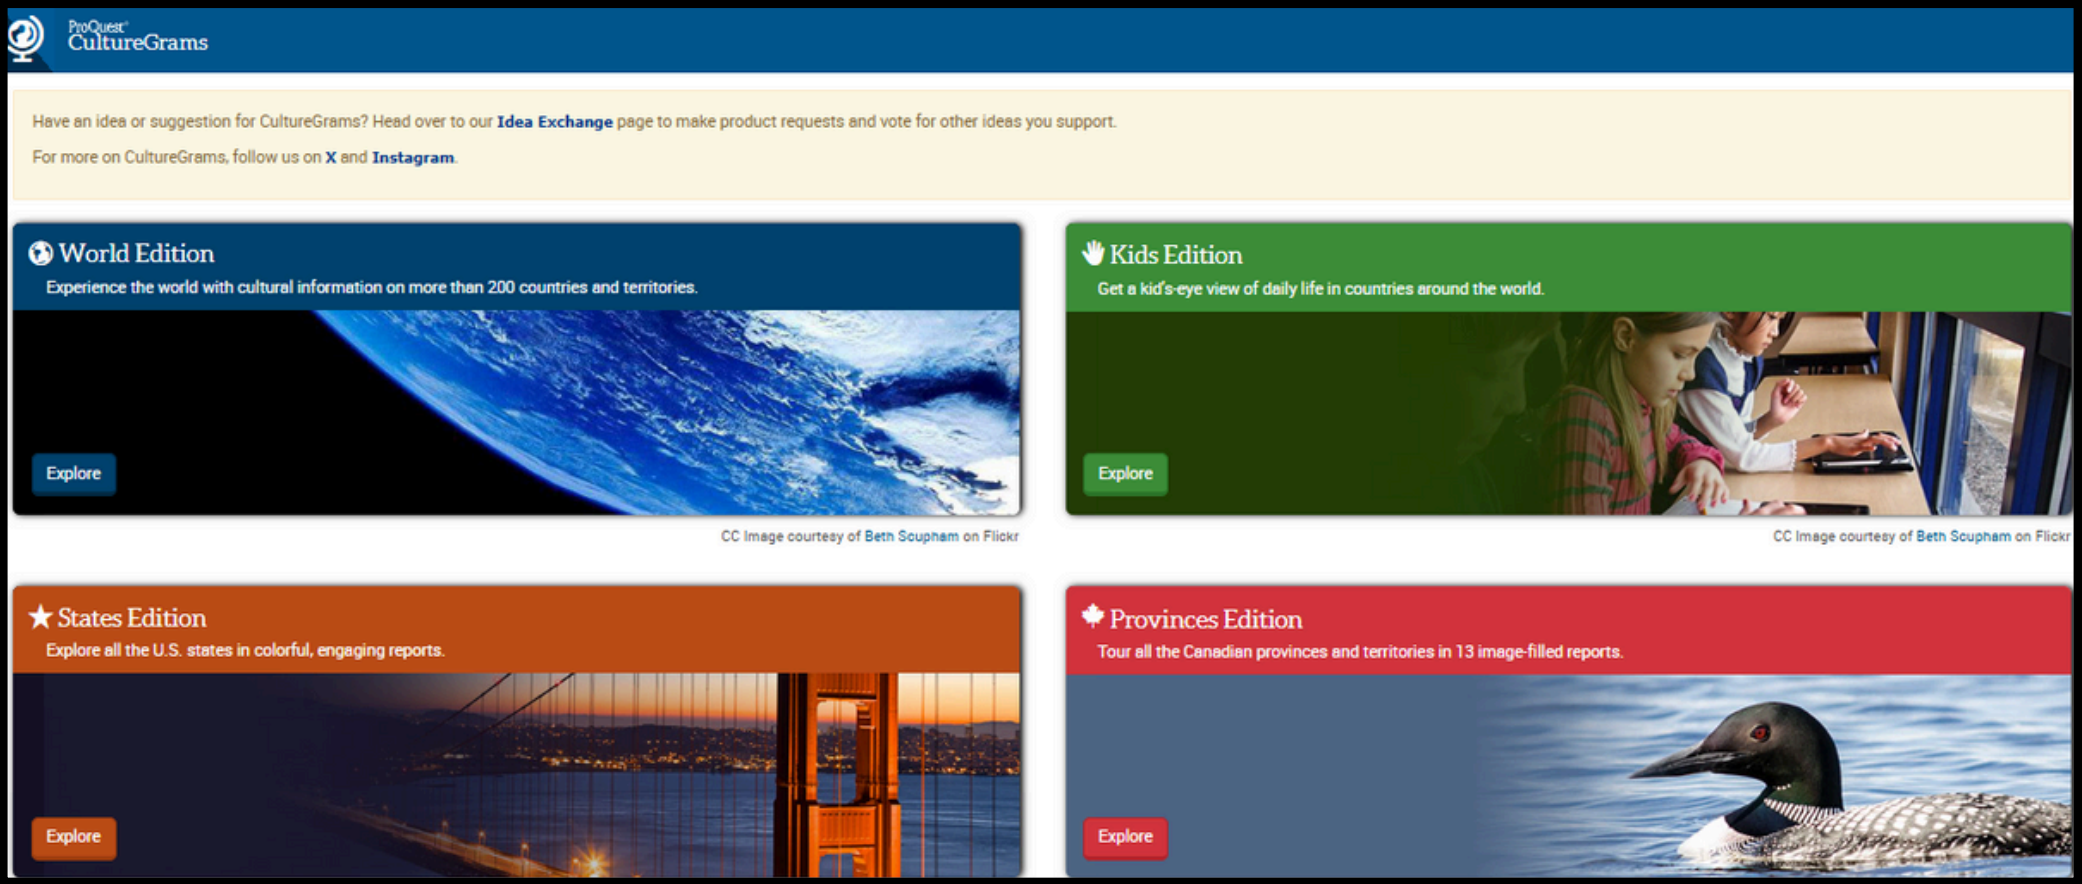 ProQuest®
CultureGrams
Have an idea or suggestion for CultureGrams? Head over to our Idea Exchange page to make product requests and vote for other ideas you support.
For more on CultureGrams, follow us on X and Instagram.
World Edition
Experience the world with cultural information on more than 200 countries and territories.
Explore
CC Image courtesy of Beth Scupham on Flickr
Kids Edition
Get a kid's-eye view of daily life in countries around the world.
Explore
CC Image courtesy of Beth Scupham on Flickr
States Edition
Explore all the U.S. states in colorful, engaging reports.
Explore
Provinces Edition
Tour all the Canadian provinces and territories in 13 image-filled reports.
Explore